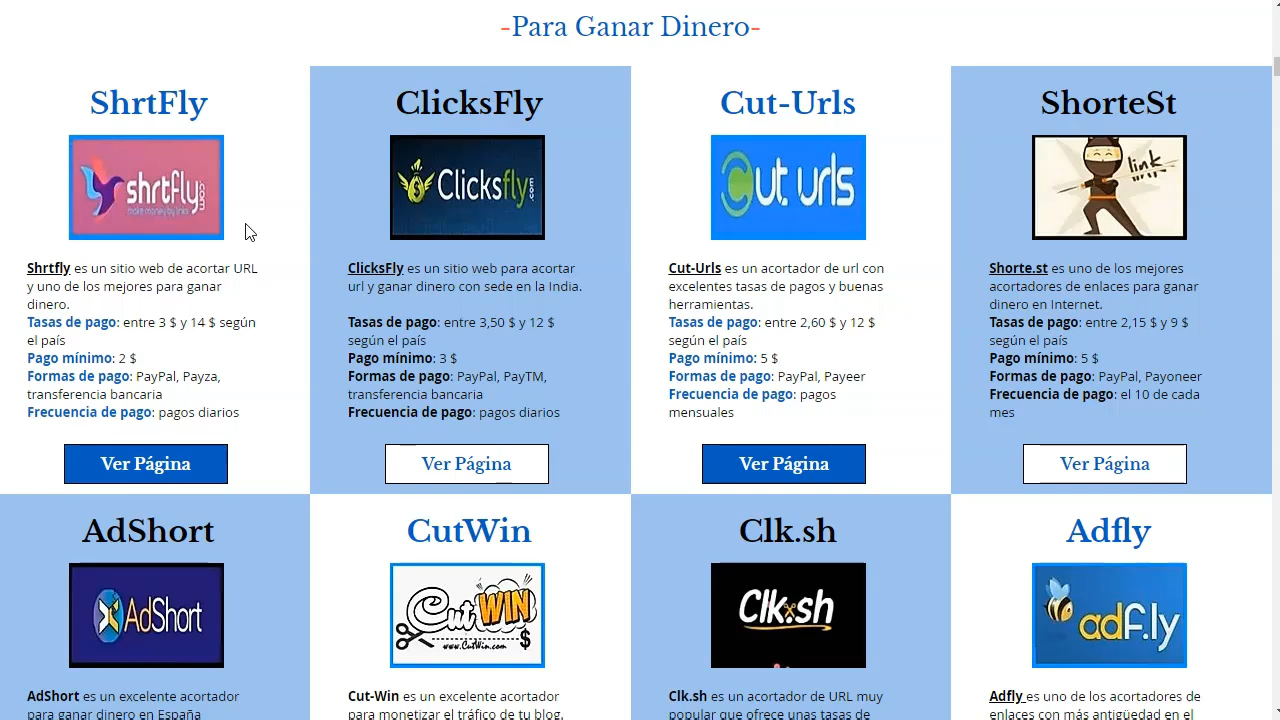 -Para Ganar Dinero-
ShrtFly
shrtfly.com
make money by links
Shrtfly es un sitio web de acortar URL
y uno de los mejores para ganar
dinero.
Tasas de pago: entre 3 $ y 14 $ según
el país
Pago mínimo: 2 $
Formas de pago: PayPal, Payza,
transferencia bancaria
Frecuencia de pago: pagos diarios
Ver Página
ClicksFly
Clicksfly.com
ClicksFly es un sitio web para acortar
url y ganar dinero con sede en la India.
Tasas de pago: entre 3,50 $ y 12 $
según el país
Pago mínimo: 3 $
Formas de pago: PayPal, PayTM,
transferencia bancaria
Frecuencia de pago: pagos diarios
Ver Página
Cut-Urls
Cut urls
Cut-Urls es un acortador de url con
excelentes tasas de pagos y buenas
herramientas.
Tasas de pago: entre 2,60 $ y 12 $
según el país
Pago mínimo: 5 $
Formas de pago: PayPal, Payeer
Frecuencia de pago: pagos
mensuales
Ver Página
ShorteSt
link
Shorte.st es uno de los mejores
acortadores de enlaces para ganar
dinero en Internet.
Tasas de pago: entre 2,15 $ y 9 $
según el país
Pago mínimo: 5 $
Formas de pago: PayPal, Payoneer
Frecuencia de pago: el 10 de cada
mes
Ver Página
AdShort
AdShort
AdShort es un excelente acortador
para ganar dinero en España
CutWin
Cut WIN
www.CutWin.com
Cut-Win es un excelente acortador
para monetizar el tráfico de tu blog.
Clk.sh
Clk.sh
Clk.sh es un acortador de URL muy
popular que ofrece unas tasas de
Adfly
adf.ly
Adfly es uno de los acortadores de
enlaces con más antigüedad en el